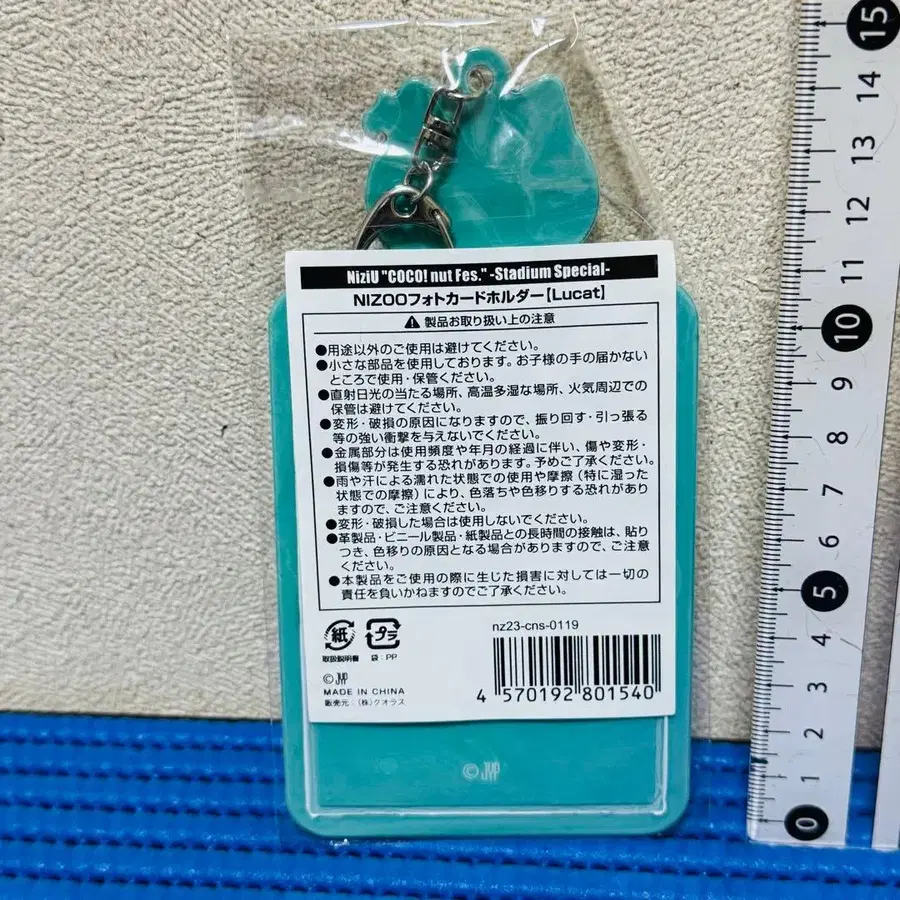 NiziU "COCO! nut Fes." -Stadium Special-
NIZOOフォトカードホルダー【Lucat】
製品お取り扱い上の注意
●用途以外のご使用は避けてください。
●小さな部品を使用しております。お子様の手の届かない
ところで使用・保管ください。
●直射日光の当たる場所、高温多湿な場所、火気周辺での
保管は避けてください。
●変形・破損の原因になりますので、振り回す・引っ張る
等の強い衝撃を与えないでください。
●金属部分は使用頻度や年月の経過に伴い、傷や変形・
損傷等が発生する恐れがあります。予めご了承ください。
●雨や汗による濡れた状態での使用や摩擦（特に湿った
状態での摩擦）により、色落ちや色移りする恐れがあり
ますので、ご注意ください。
●変形・破損した場合は使用しないでください。
●革製品・ビニール製品・紙製品との長時間の接触は、貼り
つき、色移りの原因となる場合がありますので、ご注意
ください。
●本製品をご使用の際に生じた損害に対しては一切の
責任を負いかねますのでご了承ください。
紙
取扱説明書
プラ
袋：PP
nz23-cns-0119
© JYP
MADE IN CHINA
販売元：（株）クオラス
4 570192 801540
© JYP
15
14
13
12
11
10
9
8
7
6
5
4
3
2
1
0